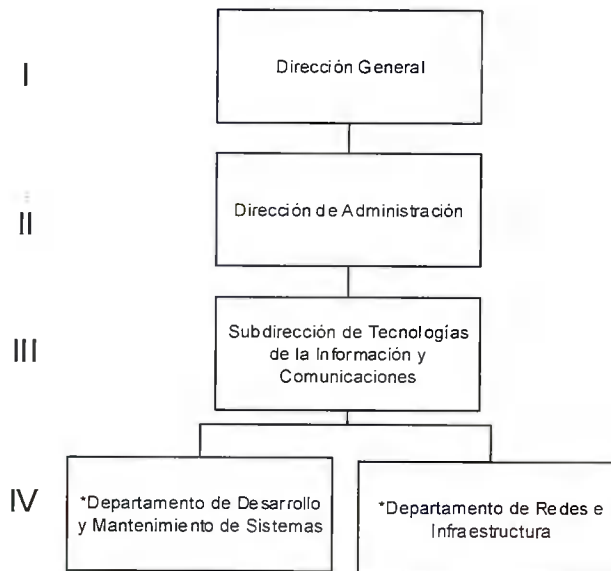 I
Dirección General
II
Dirección de Administración
III
Subdirección de Tecnologías
de la Información y
Comunicaciones
IV
*Departamento de Desarrollo
y Mantenimiento de Sistemas
*Departamento de Redes e
Infraestructura